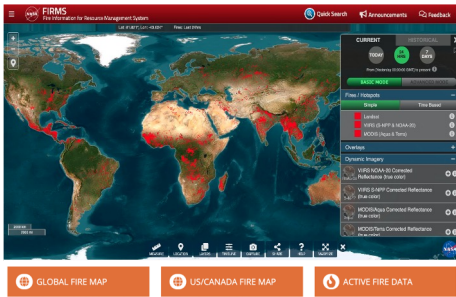 NASA
FIRMS
Fire Information for Resource Management System
Quick Search
Announcements
Feedback
CURRENT
HISTORICAL
TODAY
24 HRS
7 DAYS
BASIC MODE
Fires / Hotspots
Single
Time Based
Landsat
VIIRS (S-NPP & NOAA-20)
MODIS (Aqua & Terra)
Overlays
Dynamic Imagery
VIIRS NOAA-20 Corrected
Reflectance (true color)
VIIRS S-NPP Corrected Reflectance
(true color)
MODIS/Aqua Corrected Reflectance
(true color)
MODIS/Terra Corrected Reflectance
(true color)
MEASURE
LOCATION
LAYERS
TIMELINE
CAPTURE
SHARE
HELP
NASA
GLOBAL FIRE MAP
US/CANADA FIRE MAP
ACTIVE FIRE DATA